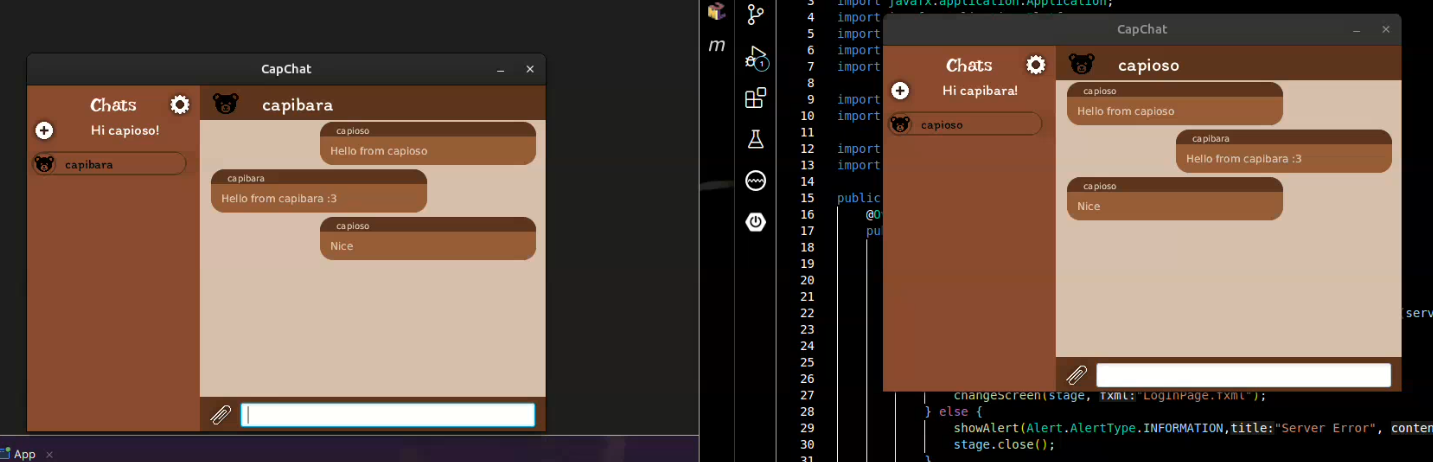 CapChat
Chats
Hi capioso!
capibara
capibara
capioso
Hello from capioso
capibara
Hello from capibara :3
capioso
Nice
App
m
1
3 import javafx.application.Application;
4 import
5 import
6 import
7 import
8
9 import
10 import
11
12 import
13 import
14
15 public
16
17
18
19
20
21
22 (serv
23
24
25
26
27 changeScreen(stage, fxml:"LoginPage.fxml");
28 } else {
29 showAlert(Alert.AlertType.INFORMATION,title:"Server Error", conten
30 stage.close();
31 }
CapChat
Chats
Hi capibara!
capioso
capioso
capioso
Hello from capioso
capibara
Hello from capibara :3
capioso
Nice